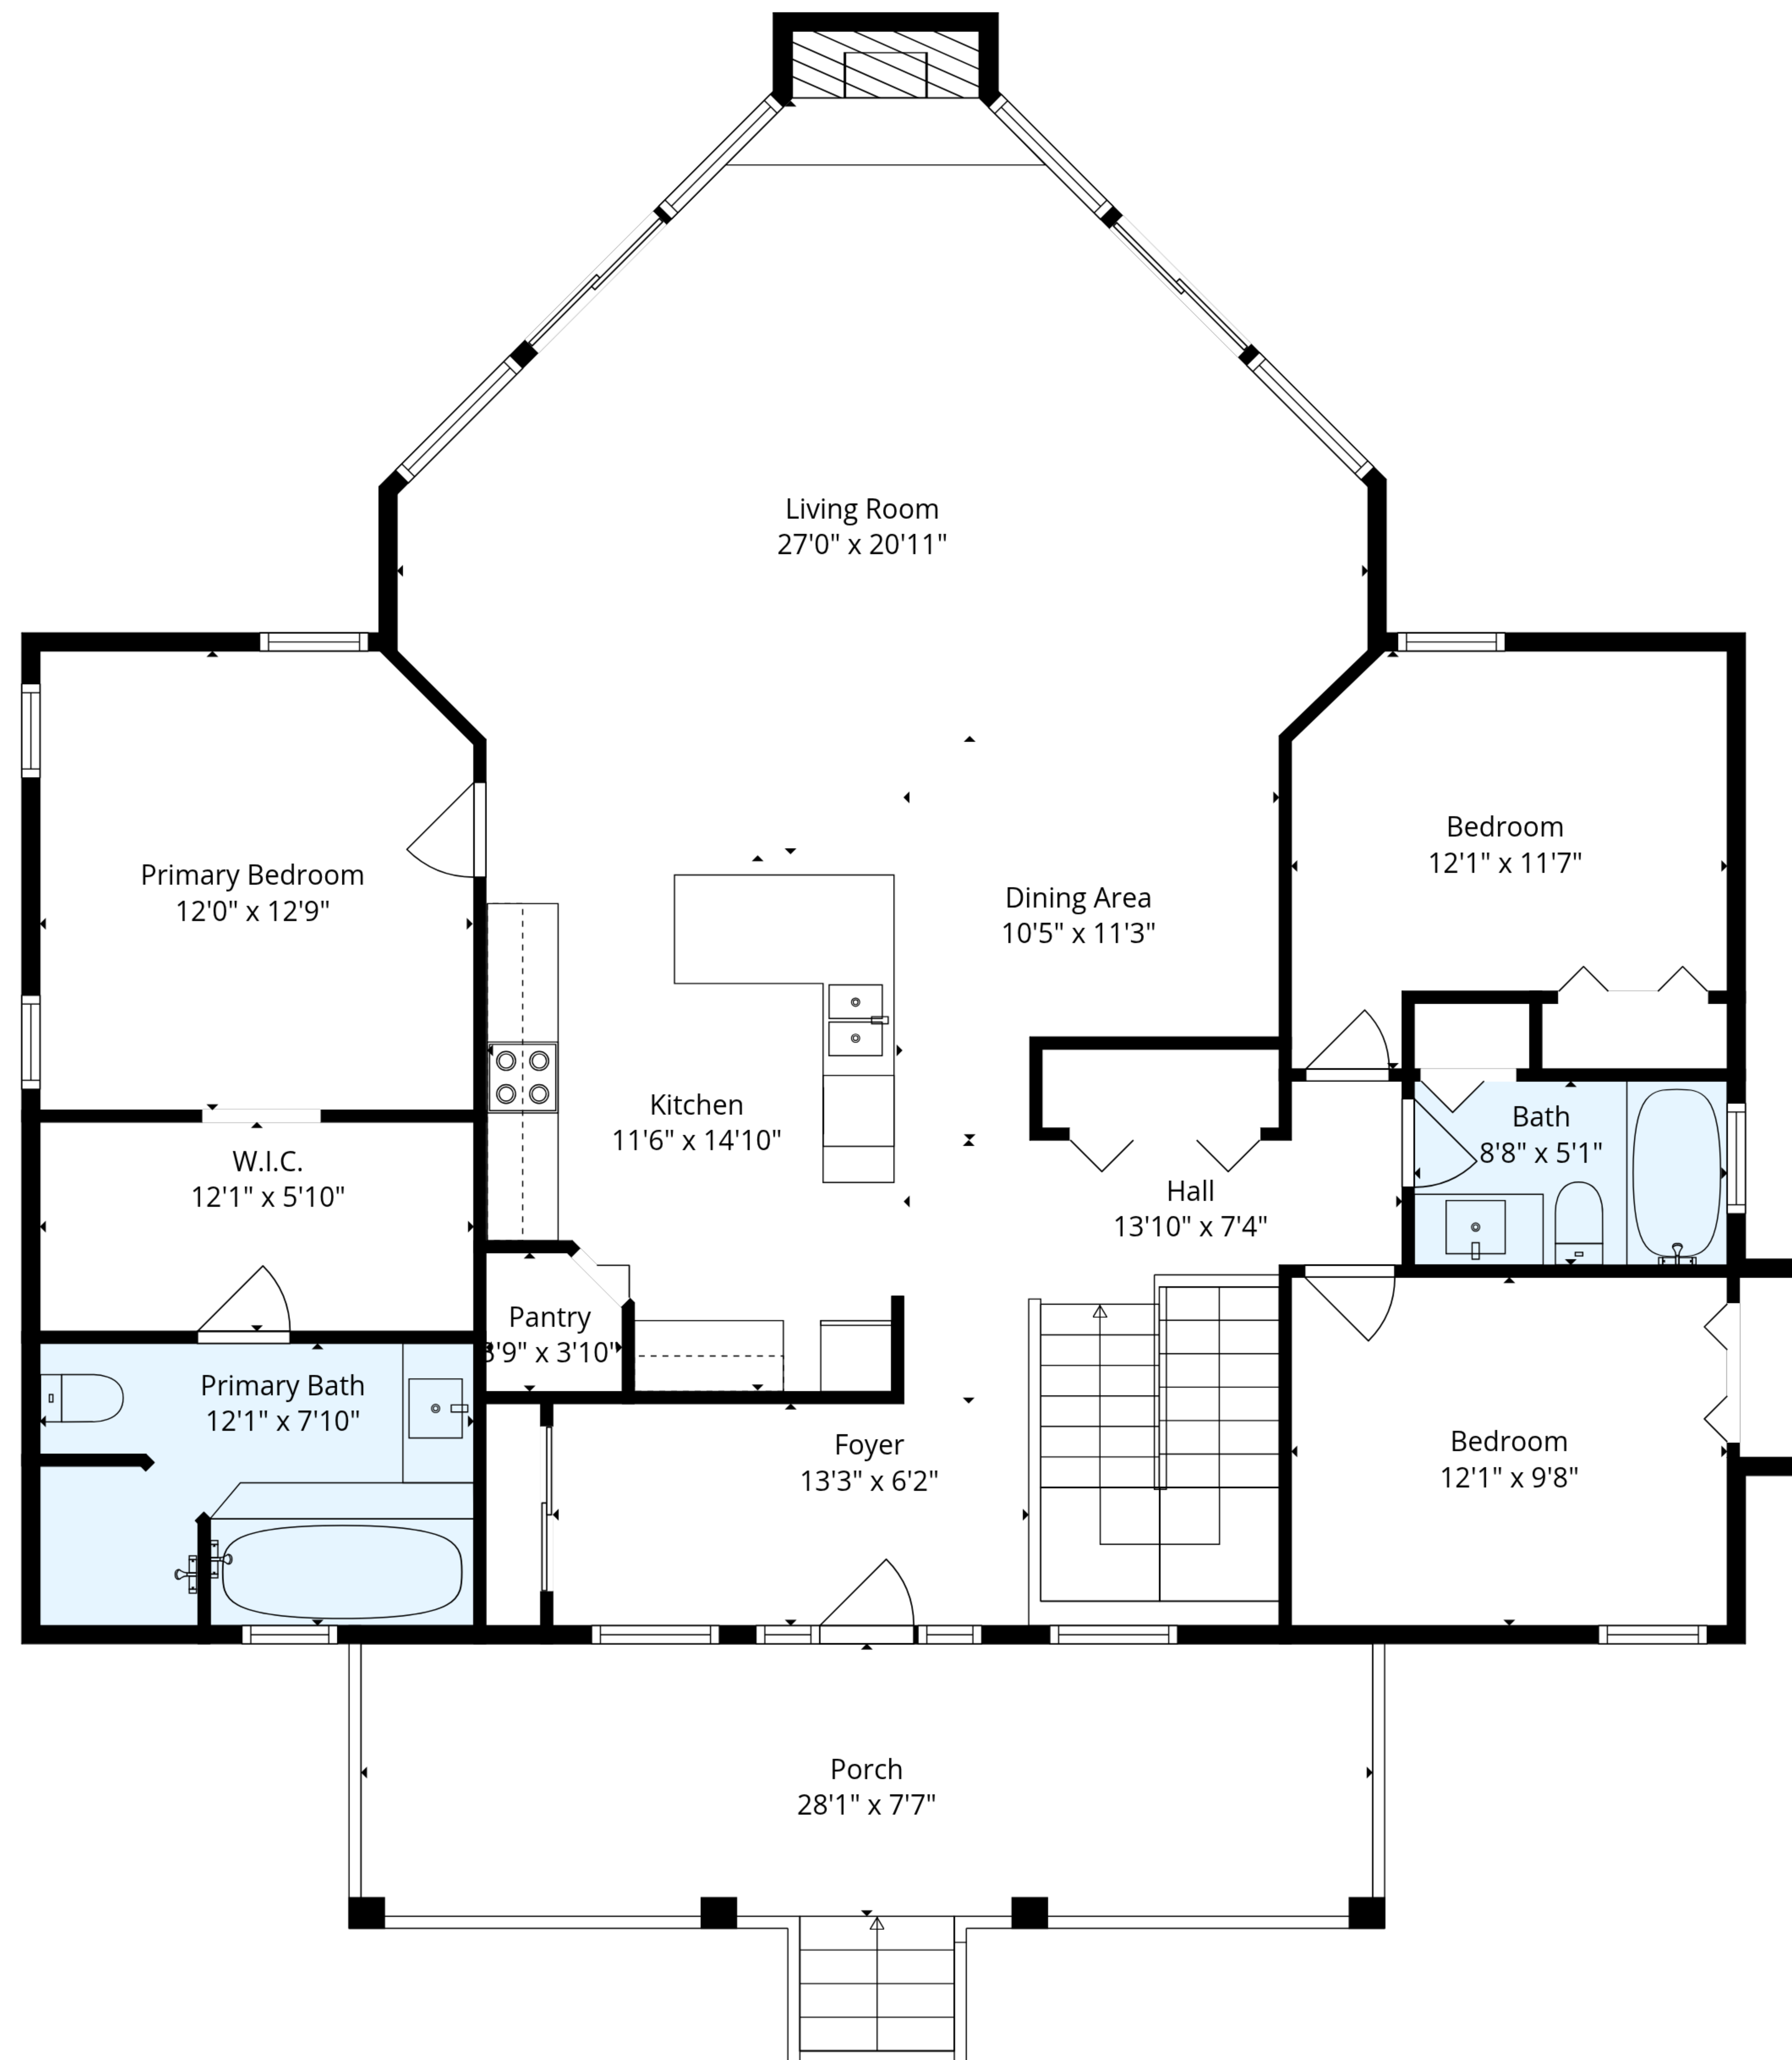 Living Room
27'0" x 20'11"
Bedroom
12'1" x 11'7"
Primary Bedroom
12'0" x 12'9"
Dining Area
10'5" x 11'3"
Kitchen
11'6" x 14'10"
Bath
8'8" x 5'1"
W.I.C.
12'1" x 5'10"
Hall
13'10" x 7'4"
Pantry
x 3'10"
Primary Bath
12'1" x 7'10"
Foyer
13'3" x 6'2"
Bedroom
12'1" x 9'8"
Porch
28'1" x 7'7"